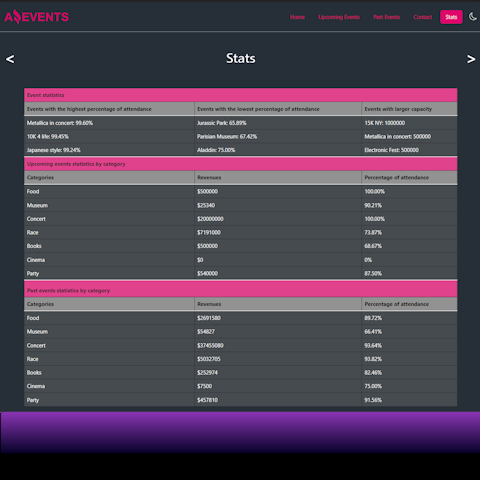 AMEVENTS
Home Upcoming Events Past Events Contact Stats
< Stats >
Event statistics
Events with the highest percentage of attendance Events with the lowest percentage of attendance Events with larger capacity
Metallica in concert: 99.60% Jurassic Park: 65.89% 15K NY: 1000000
10K 4 life: 99.45% Parisian Museum: 67.42% Metallica in concert: 500000
Japanese style: 99.24% Aladdin: 75.00% Electronic Fest: 500000
Upcoming events statistics by category
Categories Revenues Percentage of attendance
Food $500000 100.00%
Museum $25340 90.21%
Concert $20000000 100.00%
Race $7191000 73.87%
Books $500000 68.67%
Cinema $0 0%
Party $540000 87.50%
Past events statistics by category
Categories Revenues Percentage of attendance
Food $2691580 89.72%
Museum $54827 66.41%
Concert $37455080 93.64%
Race $5032705 93.82%
Books $252974 82.46%
Cinema $7500 75.00%
Party $457810 91.56%